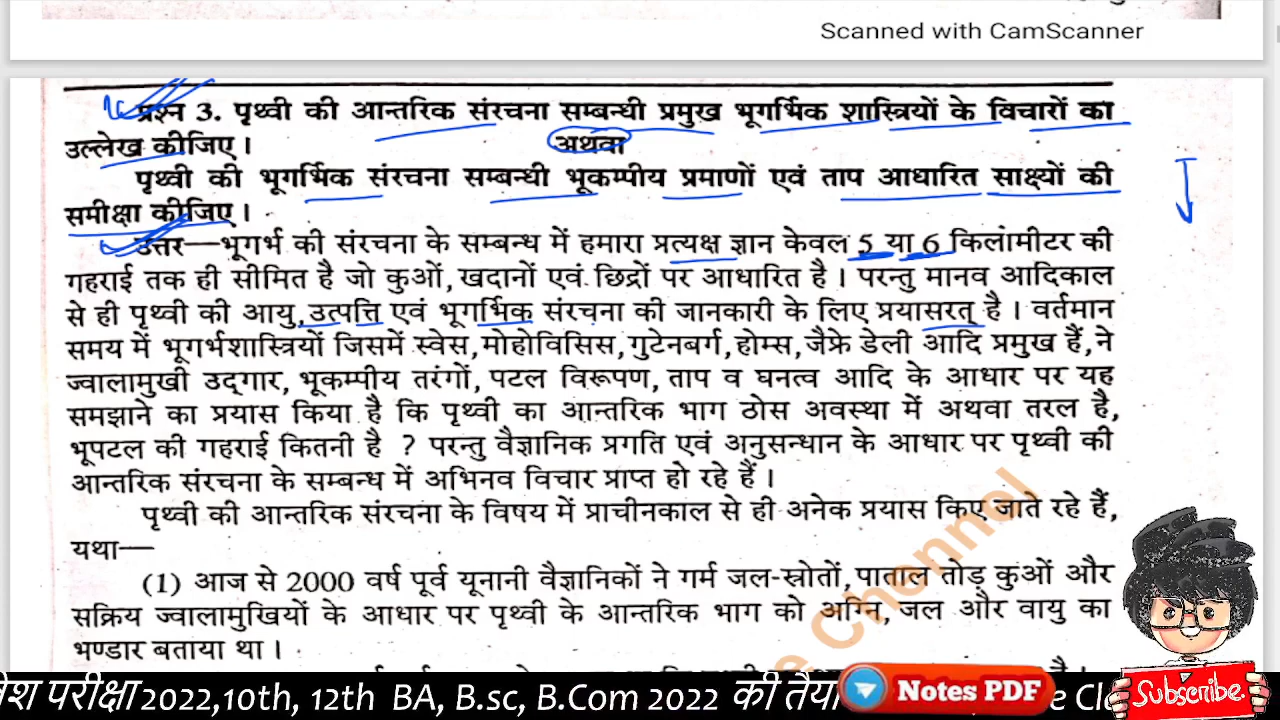 Scanned with CamScanner
प्रश्न 3. पृथ्वी की आन्तरिक संरचना सम्बन्धी प्रमुख भूगर्भिक शास्त्रियों के विचारों का
उल्लेख कीजिए।
अथवा
पृथ्वी की भूगर्भिक संरचना सम्बन्धी भूकम्पीय प्रमाणों एवं ताप आधारित साक्ष्यों की
समीक्षा कीजिए।
उत्तर—भूगर्भ की संरचना के सम्बन्ध में हमारा प्रत्यक्ष ज्ञान केवल 5 या 6 किलोमीटर की
गहराई तक ही सीमित है जो कुओं, खदानों एवं छिद्रों पर आधारित है। परन्तु मानव आदिकाल
से ही पृथ्वी की आयु, उत्पत्ति एवं भूगर्भिक संरचना की जानकारी के लिए प्रयासरत् है। वर्तमान
समय में भूगर्भशास्त्रियों जिसमें स्वेस, मोहोविसिस, गुटेनबर्ग, होम्स, जैफ्रे डेली आदि प्रमुख हैं, ने
ज्वालामुखी उद्‌गार, भूकम्पीय तरंगों, पटल विरूपण, ताप व घनत्व आदि के आधार पर यह
समझाने का प्रयास किया है कि पृथ्वी का आन्तरिक भाग ठोस अवस्था में अथवा तरल है,
भूपटल की गहराई कितनी है ? परन्तु वैज्ञानिक प्रगति एवं अनुसन्धान के आधार पर पृथ्वी की
आन्तरिक संरचना के सम्बन्ध में अभिनव विचार प्राप्त हो रहे हैं।
पृथ्वी की आन्तरिक संरचना के विषय में प्राचीनकाल से ही अनेक प्रयास किए जाते रहे हैं,
यथा—
(1) आज से 2000 वर्ष पूर्व यूनानी वैज्ञानिकों ने गर्म जल-स्रोतों, पाताल तोड़ कुओं और
सक्रिय ज्वालामुखियों के आधार पर पृथ्वी के आन्तरिक भाग को अग्नि, जल और वायु का
भण्डार बताया था।
Chennol
परीक्षा 2022,10th, 12th BA, B.sc, B.Com 2022 की
Notes PDF
Subscribe